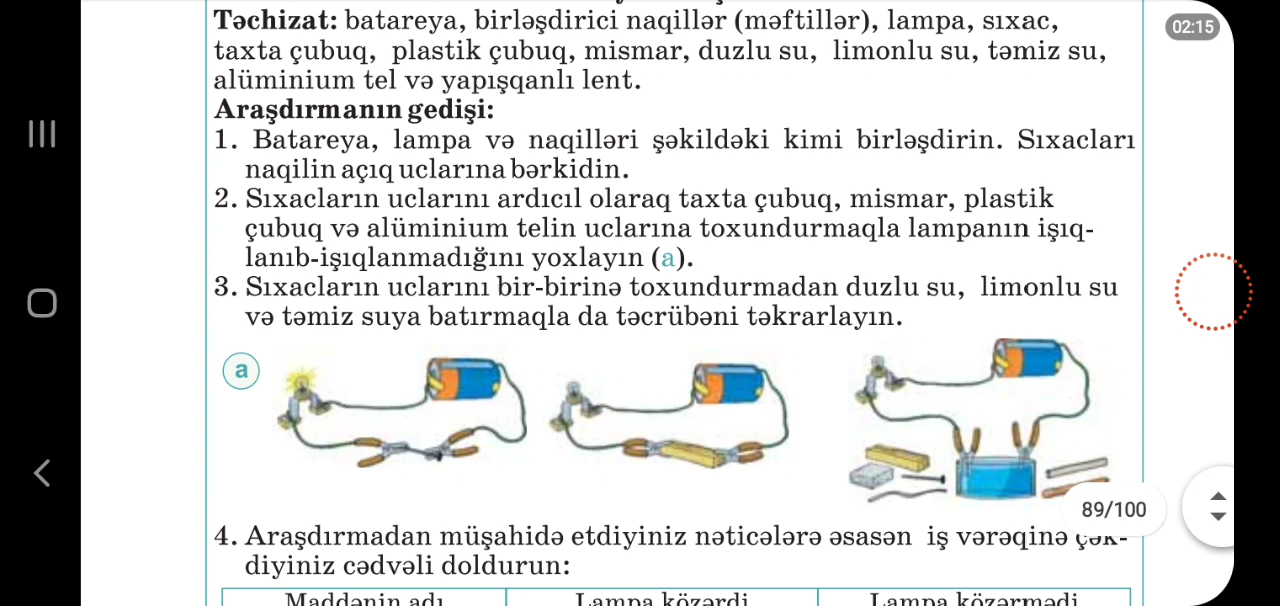 02:15
Təchizat: batareya, birləşdirici naqillər (məftillər), lampa, sıxac,
taxta çubuq, plastik çubuq, mismar, duzlu su, limonlu su, təmiz su,
alüminium tel və yapışqanlı lent.
Araşdırmanın gedişi:
1. Batareya, lampa və naqilləri şəkildəki kimi birləşdirin. Sıxacları
naqilin açıq uclarına bərkidin.
2. Sıxacların uclarını ardıcıl olaraq taxta çubuq, mismar, plastik
çubuq və alüminium telin uclarına toxundurmaqla lampanın işıq-
lanıb-işıqlanmadığını yoxlayın (a).
3. Sıxacların uclarını bir-birinə toxundurmadan duzlu su, limonlu su
və təmiz suya batırmaqla da təcrübəni təkrarlayın.
a
89/100
4. Araşdırmadan müşahidə etdiyiniz nəticələrə əsasən iş vərəqinə çək-
diyiniz cədvəli doldurun:
Maddənin adı Lampa közərdi Lampa közərmədi